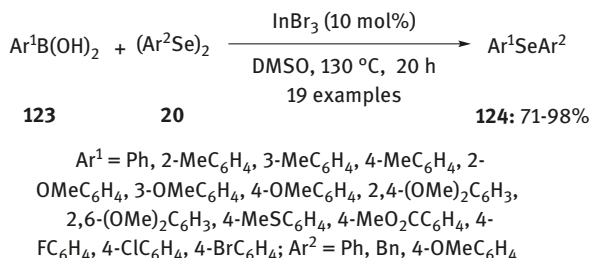 InBr₃ (10 mol%)
Ar¹B(OH)₂ + (Ar²Se)₂ Ar¹SeAr²
DMSO, 130 °C, 20 h
123 20 19 examples 124: 71-98%
Ar¹ = Ph, 2-MeC₆H₄, 3-MeC₆H₄, 4-MeC₆H₄, 2-
OMeC₆H₄, 3-OMeC₆H₄, 4-OMeC₆H₄, 2,4-(OMe)₂C₆H₃,
2,6-(OMe)₂C₆H₃, 4-MeSC₆H₄, 4-MeO₂CC₆H₄, 4-
FC₆H₄, 4-ClC₆H₄, 4-BrC₆H₄; Ar² = Ph, Bn, 4-OMeC₆H₄